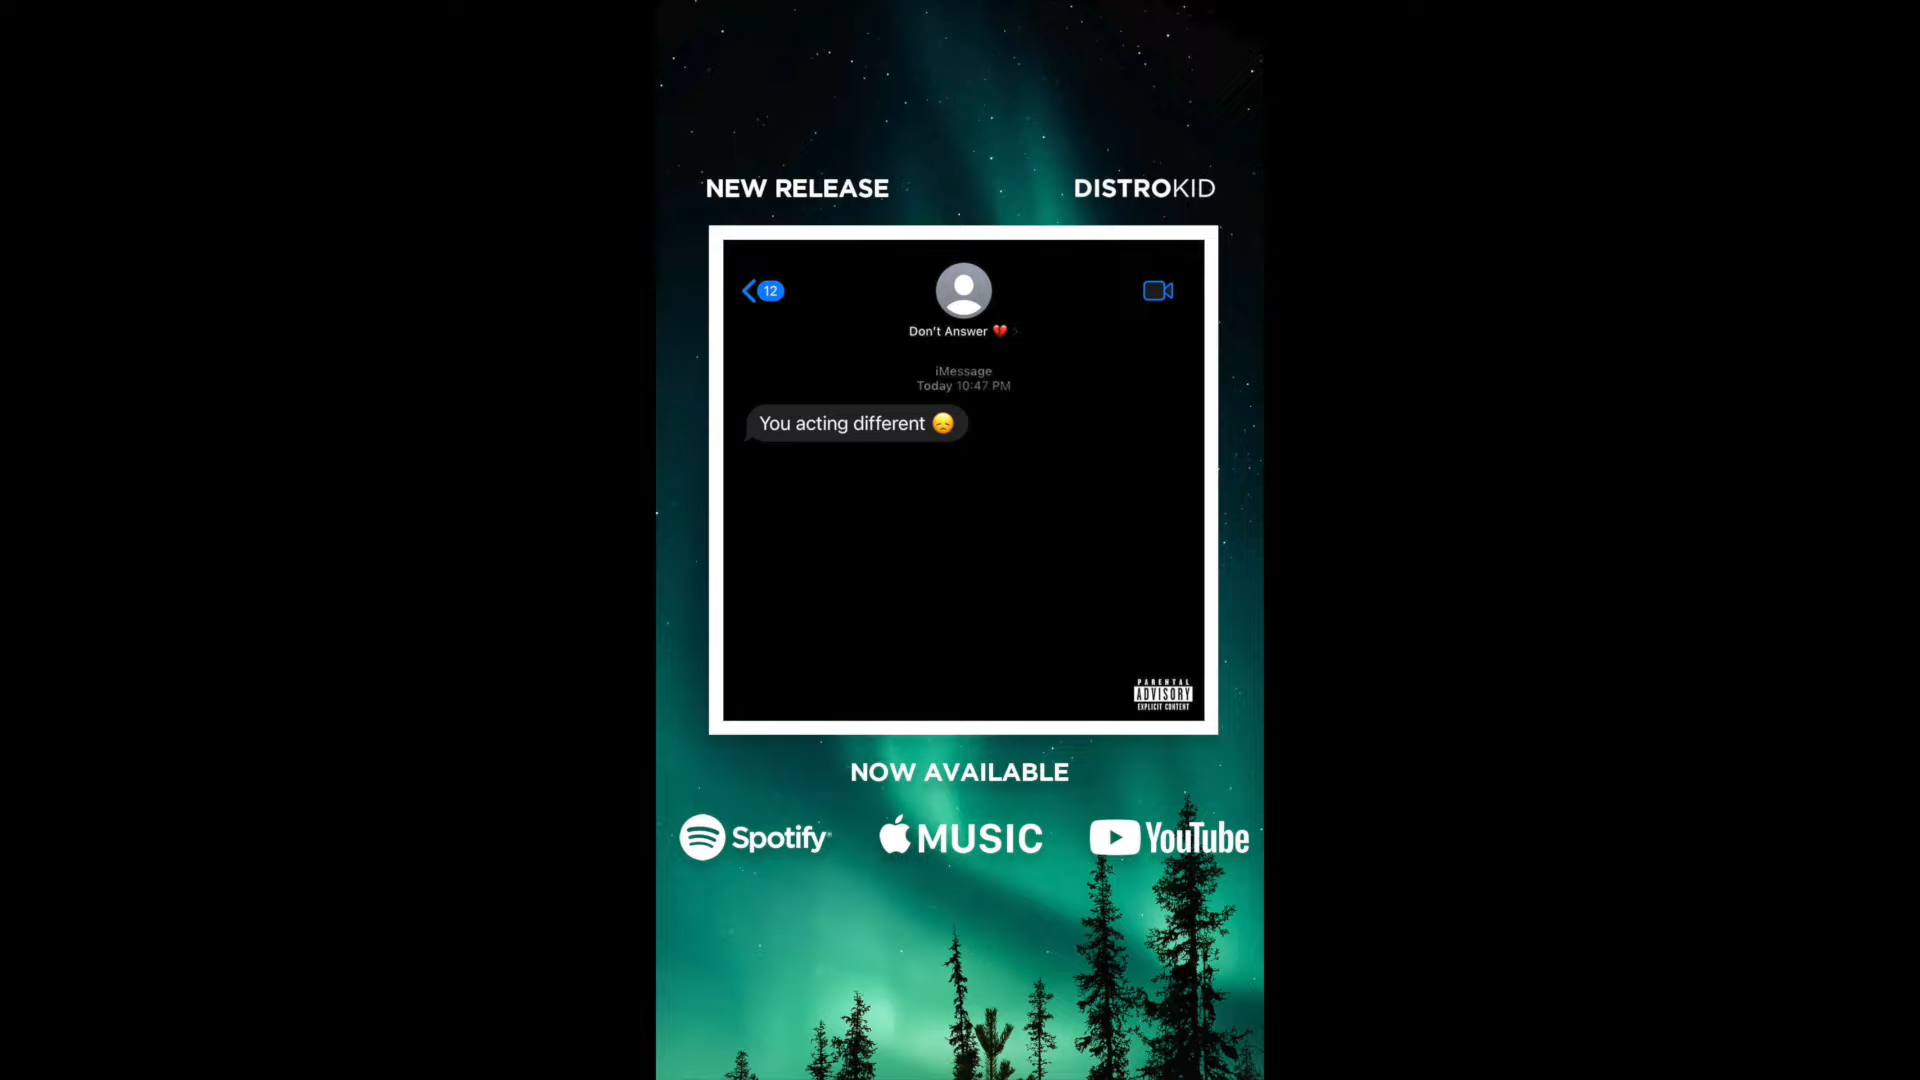 NEW RELEASE
DISTROKID
12
Don't Answer 💔
iMessage
Today 10:47 PM
You acting different 😞
PARENTAL
ADVISORY
EXPLICIT CONTENT
NOW AVAILABLE
Spotify
MUSIC
YouTube